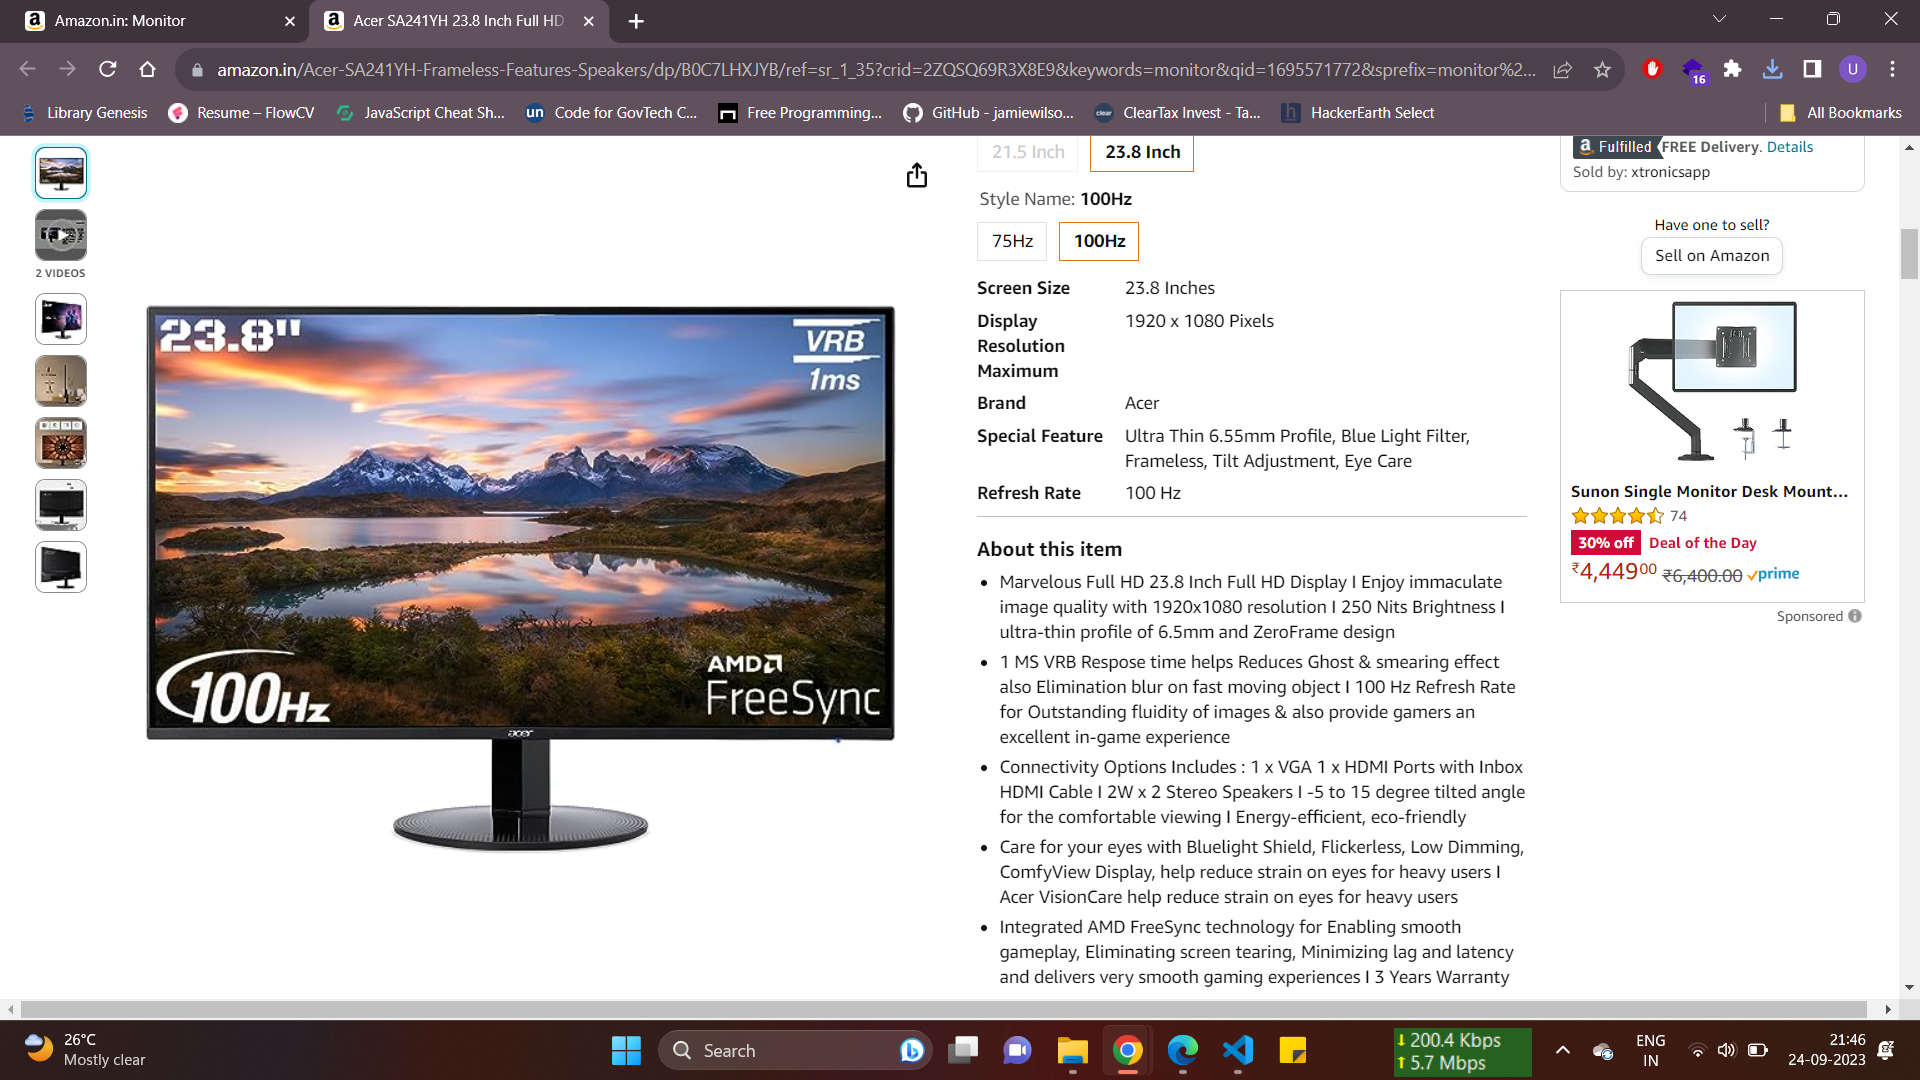 Amazon.in: Monitor
Acer SA241YH 23.8 Inch Full HD
amazon.in/Acer-SA241YH-Frameless-Features-Speakers/dp/B0C7LHXJYB/ref=sr_1_35?crid=2ZQSQ69R3X8E9&keywords=monitor&qid=1695571772&sprefix=monitor%2...
16
U
Library Genesis
Resume – FlowCV
JavaScript Cheat Sh...
un
Code for GovTech C...
Free Programming...
GitHub - jamiewilso...
clear
ClearTax Invest - Ta...
h
HackerEarth Select
All Bookmarks
2 VIDEOS
23.8"
VRB
1ms
100Hz
AMD
FreeSync
acer
21.5 Inch
23.8 Inch
Style Name: 100Hz
75Hz
100Hz
Screen Size 23.8 Inches
Display Resolution Maximum 1920 x 1080 Pixels
Brand Acer
Special Feature Ultra Thin 6.55mm Profile, Blue Light Filter,
Frameless, Tilt Adjustment, Eye Care
Refresh Rate 100 Hz
About this item
Marvelous Full HD 23.8 Inch Full HD Display I Enjoy immaculate
image quality with 1920x1080 resolution I 250 Nits Brightness I
ultra-thin profile of 6.5mm and ZeroFrame design
1 MS VRB Respose time helps Reduces Ghost & smearing effect
also Elimination blur on fast moving object I 100 Hz Refresh Rate
for Outstanding fluidity of images & also provide gamers an
excellent in-game experience
Connectivity Options Includes : 1 x VGA 1 x HDMI Ports with Inbox
HDMI Cable I 2W x 2 Stereo Speakers I -5 to 15 degree tilted angle
for the comfortable viewing I Energy-efficient, eco-friendly
Care for your eyes with Bluelight Shield, Flickerless, Low Dimming,
ComfyView Display, help reduce strain on eyes for heavy users I
Acer VisionCare help reduce strain on eyes for heavy users
Integrated AMD FreeSync technology for Enabling smooth
gameplay, Eliminating screen tearing, Minimizing lag and latency
and delivers very smooth gaming experiences I 3 Years Warranty
a Fulfilled FREE Delivery. Details
Sold by: xtronicsapp
Have one to sell?
Sell on Amazon
Sunon Single Monitor Desk Mount...
74
30% off Deal of the Day
₹4,44900 ₹6,400.00 prime
Sponsored
26°C
Mostly clear
Search
200.4 Kbps
5.7 Mbps
ENG
IN
21:46
24-09-2023